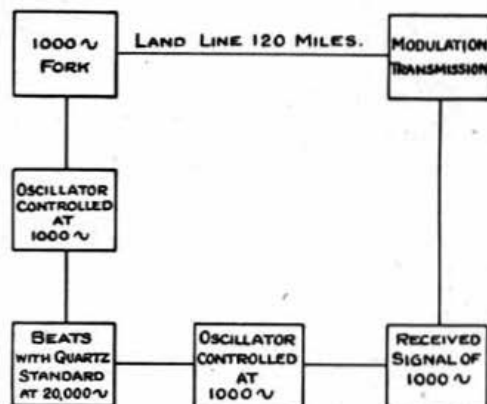 1000 ~
FORK
LAND LINE 120 MILES.
MODULATION
TRANSMISSION
OSCILLATOR
CONTROLLED
AT
1000 ~
BEATS
WITH QUARTZ
STANDARD
AT 20,000 ~
OSCILLATOR
CONTROLLED
AT
1000 ~
RECEIVED
SIGNAL OF
1000 ~